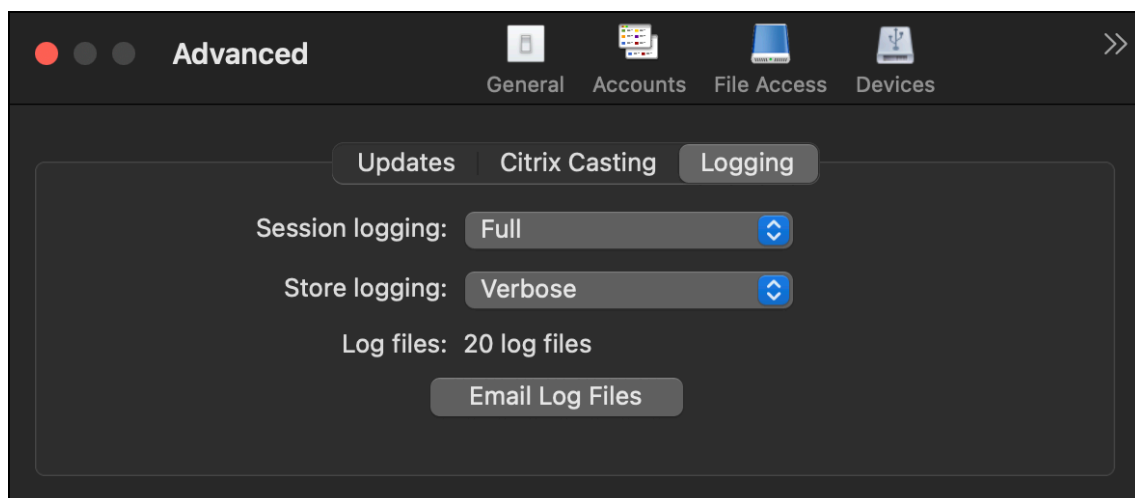 Advanced
General Accounts File Access Devices
Updates Citrix Casting Logging
Session logging: Full
Store logging: Verbose
Log files: 20 log files
Email Log Files